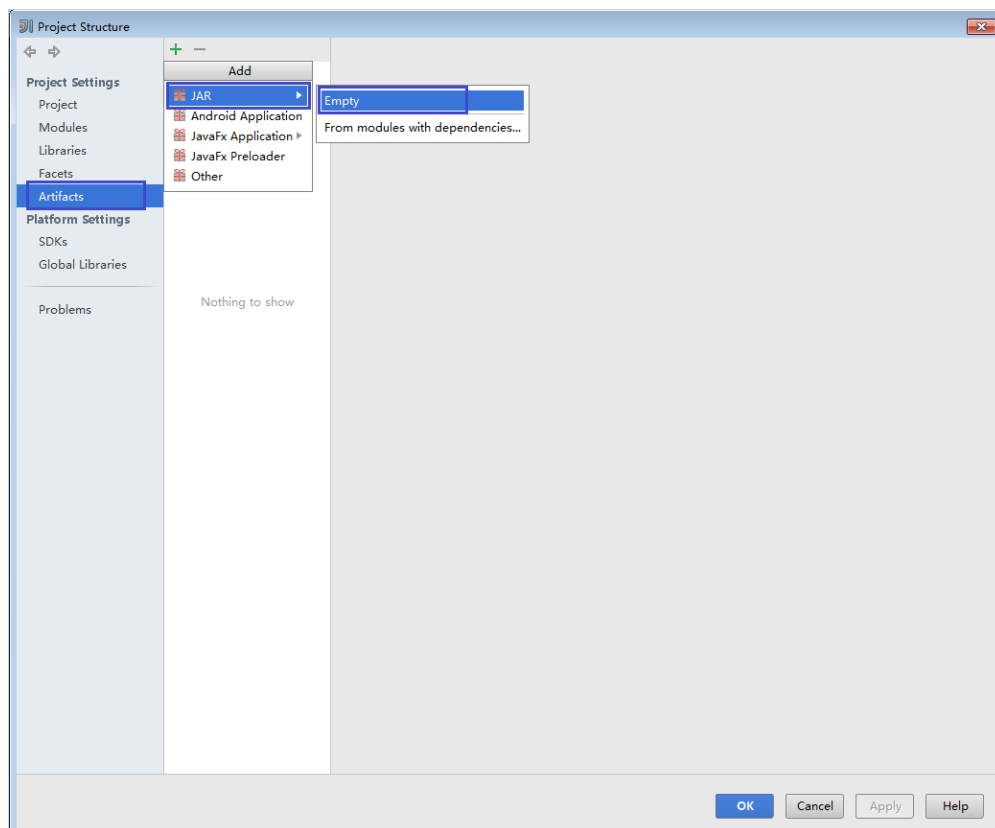 Project Structure
Project Settings
Project
Modules
Libraries
Facets
Artifacts
Platform Settings
SDKs
Global Libraries
Problems
Add
JAR
Android Application
JavaFx Application
JavaFx Preloader
Other
Empty
From modules with dependencies...
Nothing to show
OK
Cancel
Apply
Help